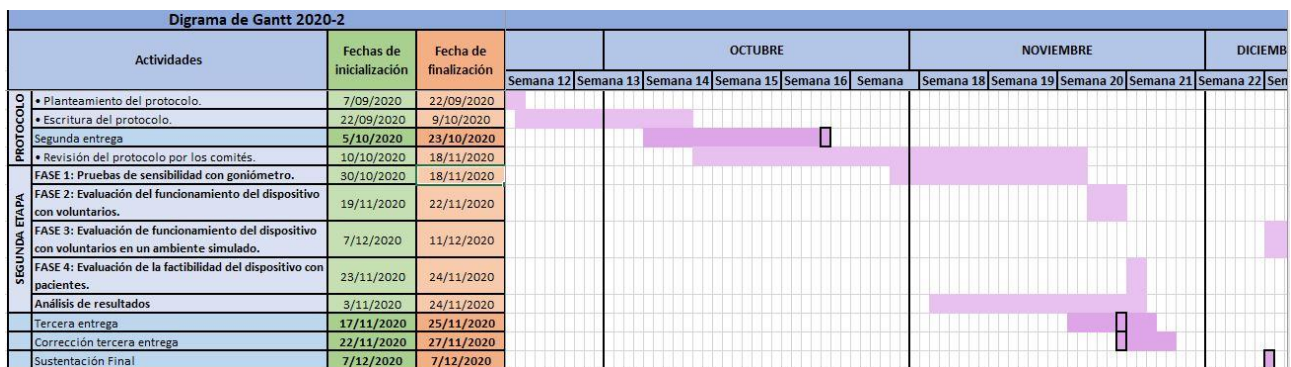 Digrama de Gantt 2020-2
Actividades
Fechas de
inicialización
Fecha de
finalización
OCTUBRE
NOVIEMBRE
DICIEMB
Semana 12 Semana 13 Semana 14 Semana 15 Semana 16 Semana Semana 18 Semana 19 Semana 20 Semana 21 Semana 22 Sen
PROTOCOLO
• Planteamiento del protocolo. 7/09/2020 22/09/2020
• Escritura del protocolo. 22/09/2020 9/10/2020
Segunda entrega 5/10/2020 23/10/2020
• Revisión del protocolo por los comités. 10/10/2020 18/11/2020
SEGUNDA ETAPA
FASE 1: Pruebas de sensibilidad con goniómetro. 30/10/2020 18/11/2020
FASE 2: Evaluación del funcionamiento del dispositivo
con voluntarios. 19/11/2020 22/11/2020
FASE 3: Evaluación de funcionamiento del dispositivo
con voluntarios en un ambiente simulado. 7/12/2020 11/12/2020
FASE 4: Evaluación de la factibilidad del dispositivo con
pacientes. 23/11/2020 24/11/2020
Análisis de resultados 3/11/2020 24/11/2020
Tercera entrega 17/11/2020 25/11/2020
Corrección tercera entrega 22/11/2020 27/11/2020
Sustentación Final 7/12/2020 7/12/2020